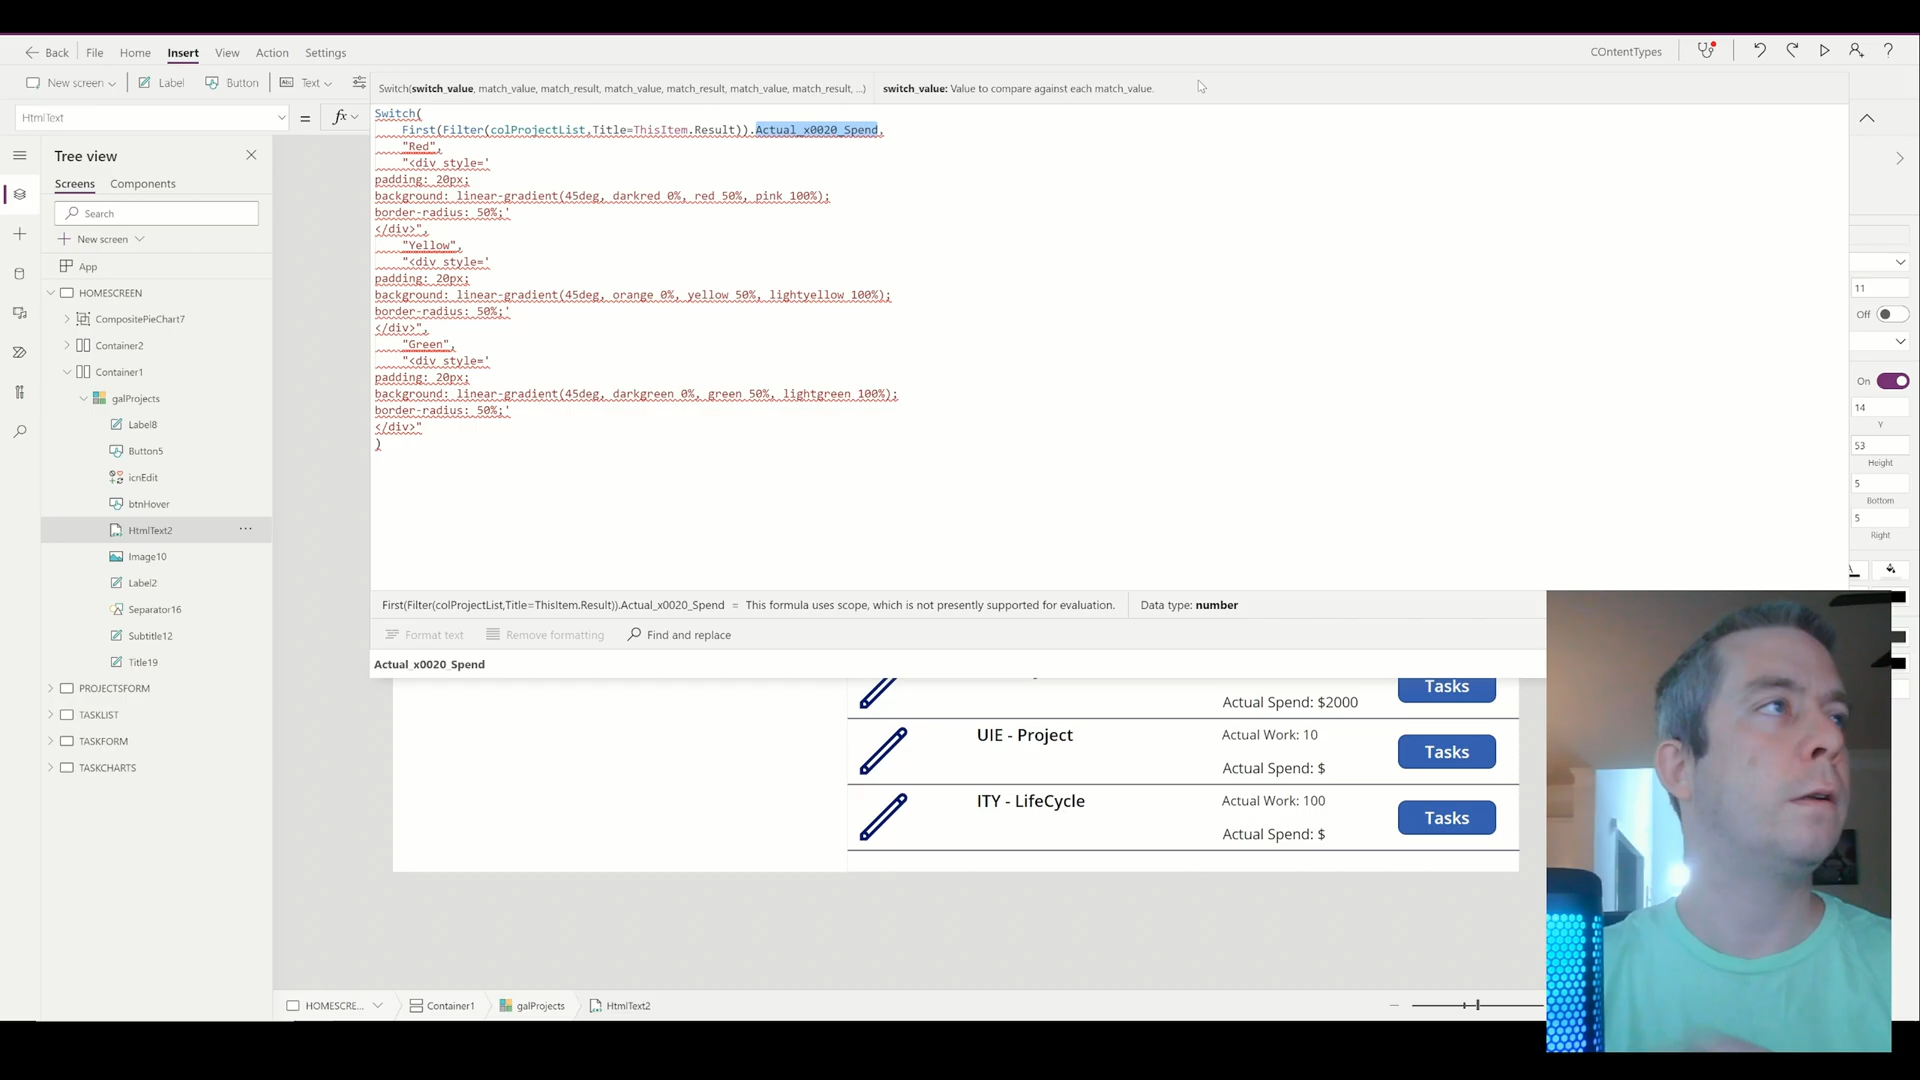 Back File Home Insert View Action Settings
COntentTypes
New screen Label Button Text
Switch(switch_value, match_value, match_result, match_value, match_result, match_value, match_result, ...)
switch_value: Value to compare against each match_value.
HtmlText = fx
Switch(
First(Filter(colProjectList,Title=ThisItem.Result)).Actual_x0020_Spend,
"Red",
"<div style='
padding: 20px;
background: linear-gradient(45deg, darkred 0%, red 50%, pink 100%);
border-radius: 50%;'
</div>",
"Yellow",
"<div style='
padding: 20px;
background: linear-gradient(45deg, orange 0%, yellow 50%, lightyellow 100%);
border-radius: 50%;'
</div>",
"Green",
"<div style='
padding: 20px;
background: linear-gradient(45deg, darkgreen 0%, green 50%, lightgreen 100%);
border-radius: 50%;'
</div>"
)
Tree view
Screens Components
Search
New screen
App
HOMESCREEN
CompositePieChart7
Container2
Container1
galProjects
Label8
Button5
icnEdit
btnHover
HtmlText2 ...
Image10
Label2
Separator16
Subtitle12
Title19
PROJECTSFORM
TASKLIST
TASKFORM
TASKCHARTS
First(Filter(colProjectList,Title=ThisItem.Result)).Actual_x0020_Spend = This formula uses scope, which is not presently supported for evaluation.
Data type: number
Format text Remove formatting Find and replace
Actual_x0020_Spend
Actual Spend: $2000
Tasks
UIE - Project
Actual Work: 10
Actual Spend: $
Tasks
ITY - LifeCycle
Actual Work: 100
Actual Spend: $
Tasks
11
Off
On
14
Y
53
Height
5
Bottom
5
Right
HOMESCRE... Container1 galProjects HtmlText2